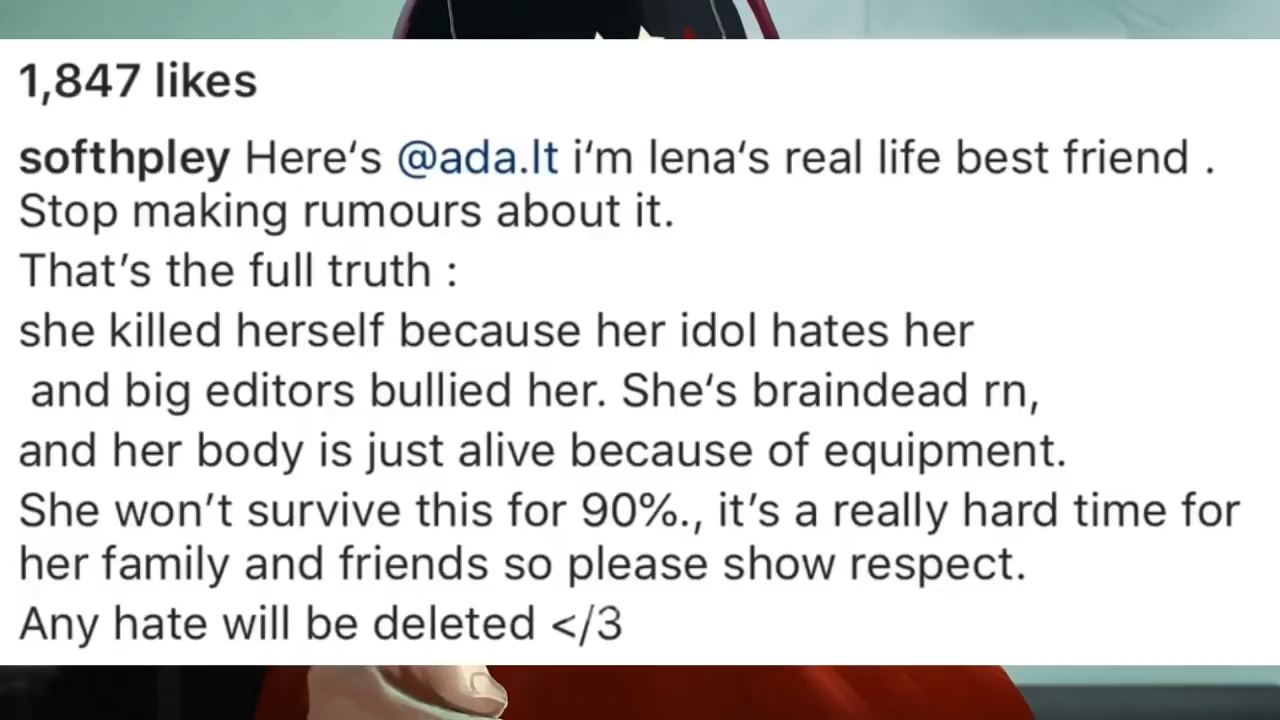 1,847 likes
softhpley Here‘s @ada.lt i‘m lena‘s real life best friend .
Stop making rumours about it.
That’s the full truth :
she killed herself because her idol hates her
and big editors bullied her. She‘s braindead rn,
and her body is just alive because of equipment.
She won’t survive this for 90%., it’s a really hard time for
her family and friends so please show respect.
Any hate will be deleted </3